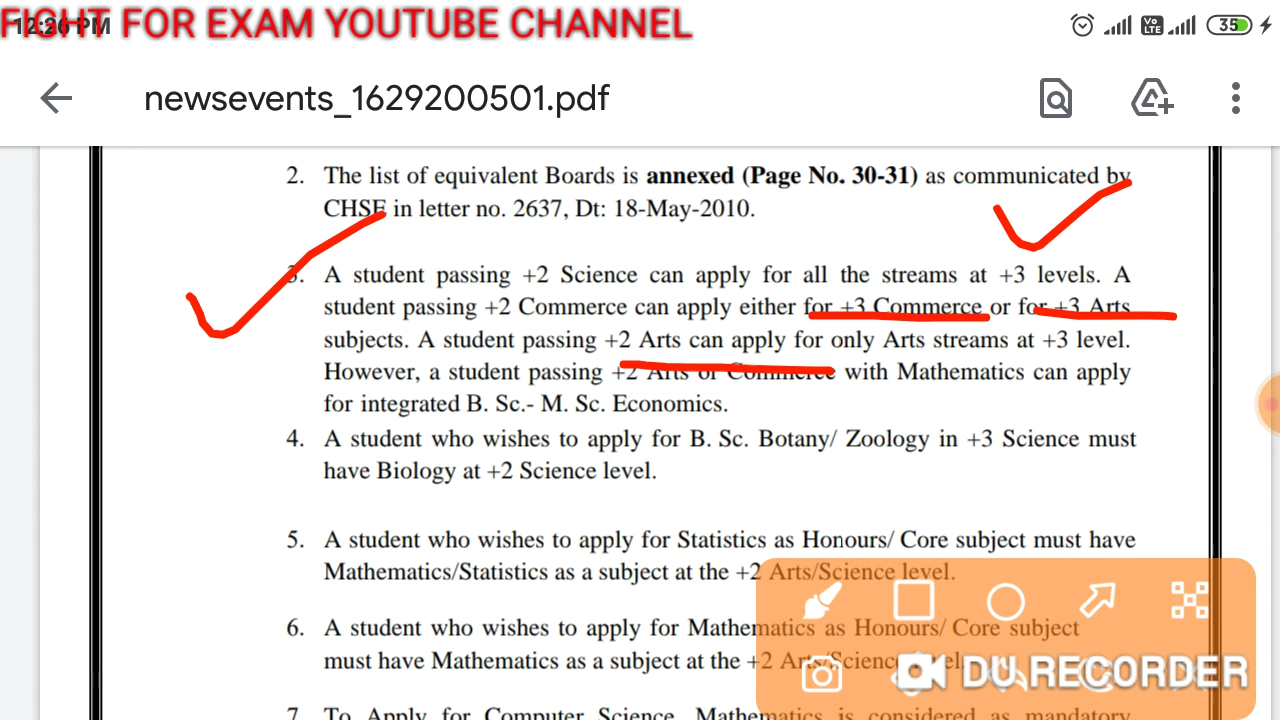 FIGHT FOR EXAM YOUTUBE CHANNEL
12:26 PM
Vo LTE 35
newsevents_1629200501.pdf
2. The list of equivalent Boards is annexed (Page No. 30-31) as communicated by
CHSE in letter no. 2637, Dt: 18-May-2010.
3. A student passing +2 Science can apply for all the streams at +3 levels. A
student passing +2 Commerce can apply either for +3 Commerce or for +3 Arts
subjects. A student passing +2 Arts can apply for only Arts streams at +3 level.
However, a student passing +2 Arts or Commerce with Mathematics can apply
for integrated B. Sc.- M. Sc. Economics.
4. A student who wishes to apply for B. Sc. Botany/ Zoology in +3 Science must
have Biology at +2 Science level.
5. A student who wishes to apply for Statistics as Honours/ Core subject must have
Mathematics/Statistics as a subject at the +2 Arts/Science level.
6. A student who wishes to apply for Mathematics as Honours/ Core subject
must have Mathematics as a subject at the +2 Arts/Science level.
DU RECORDER
7 To Apply for Computer Science, Mathematics is considered as mandatory